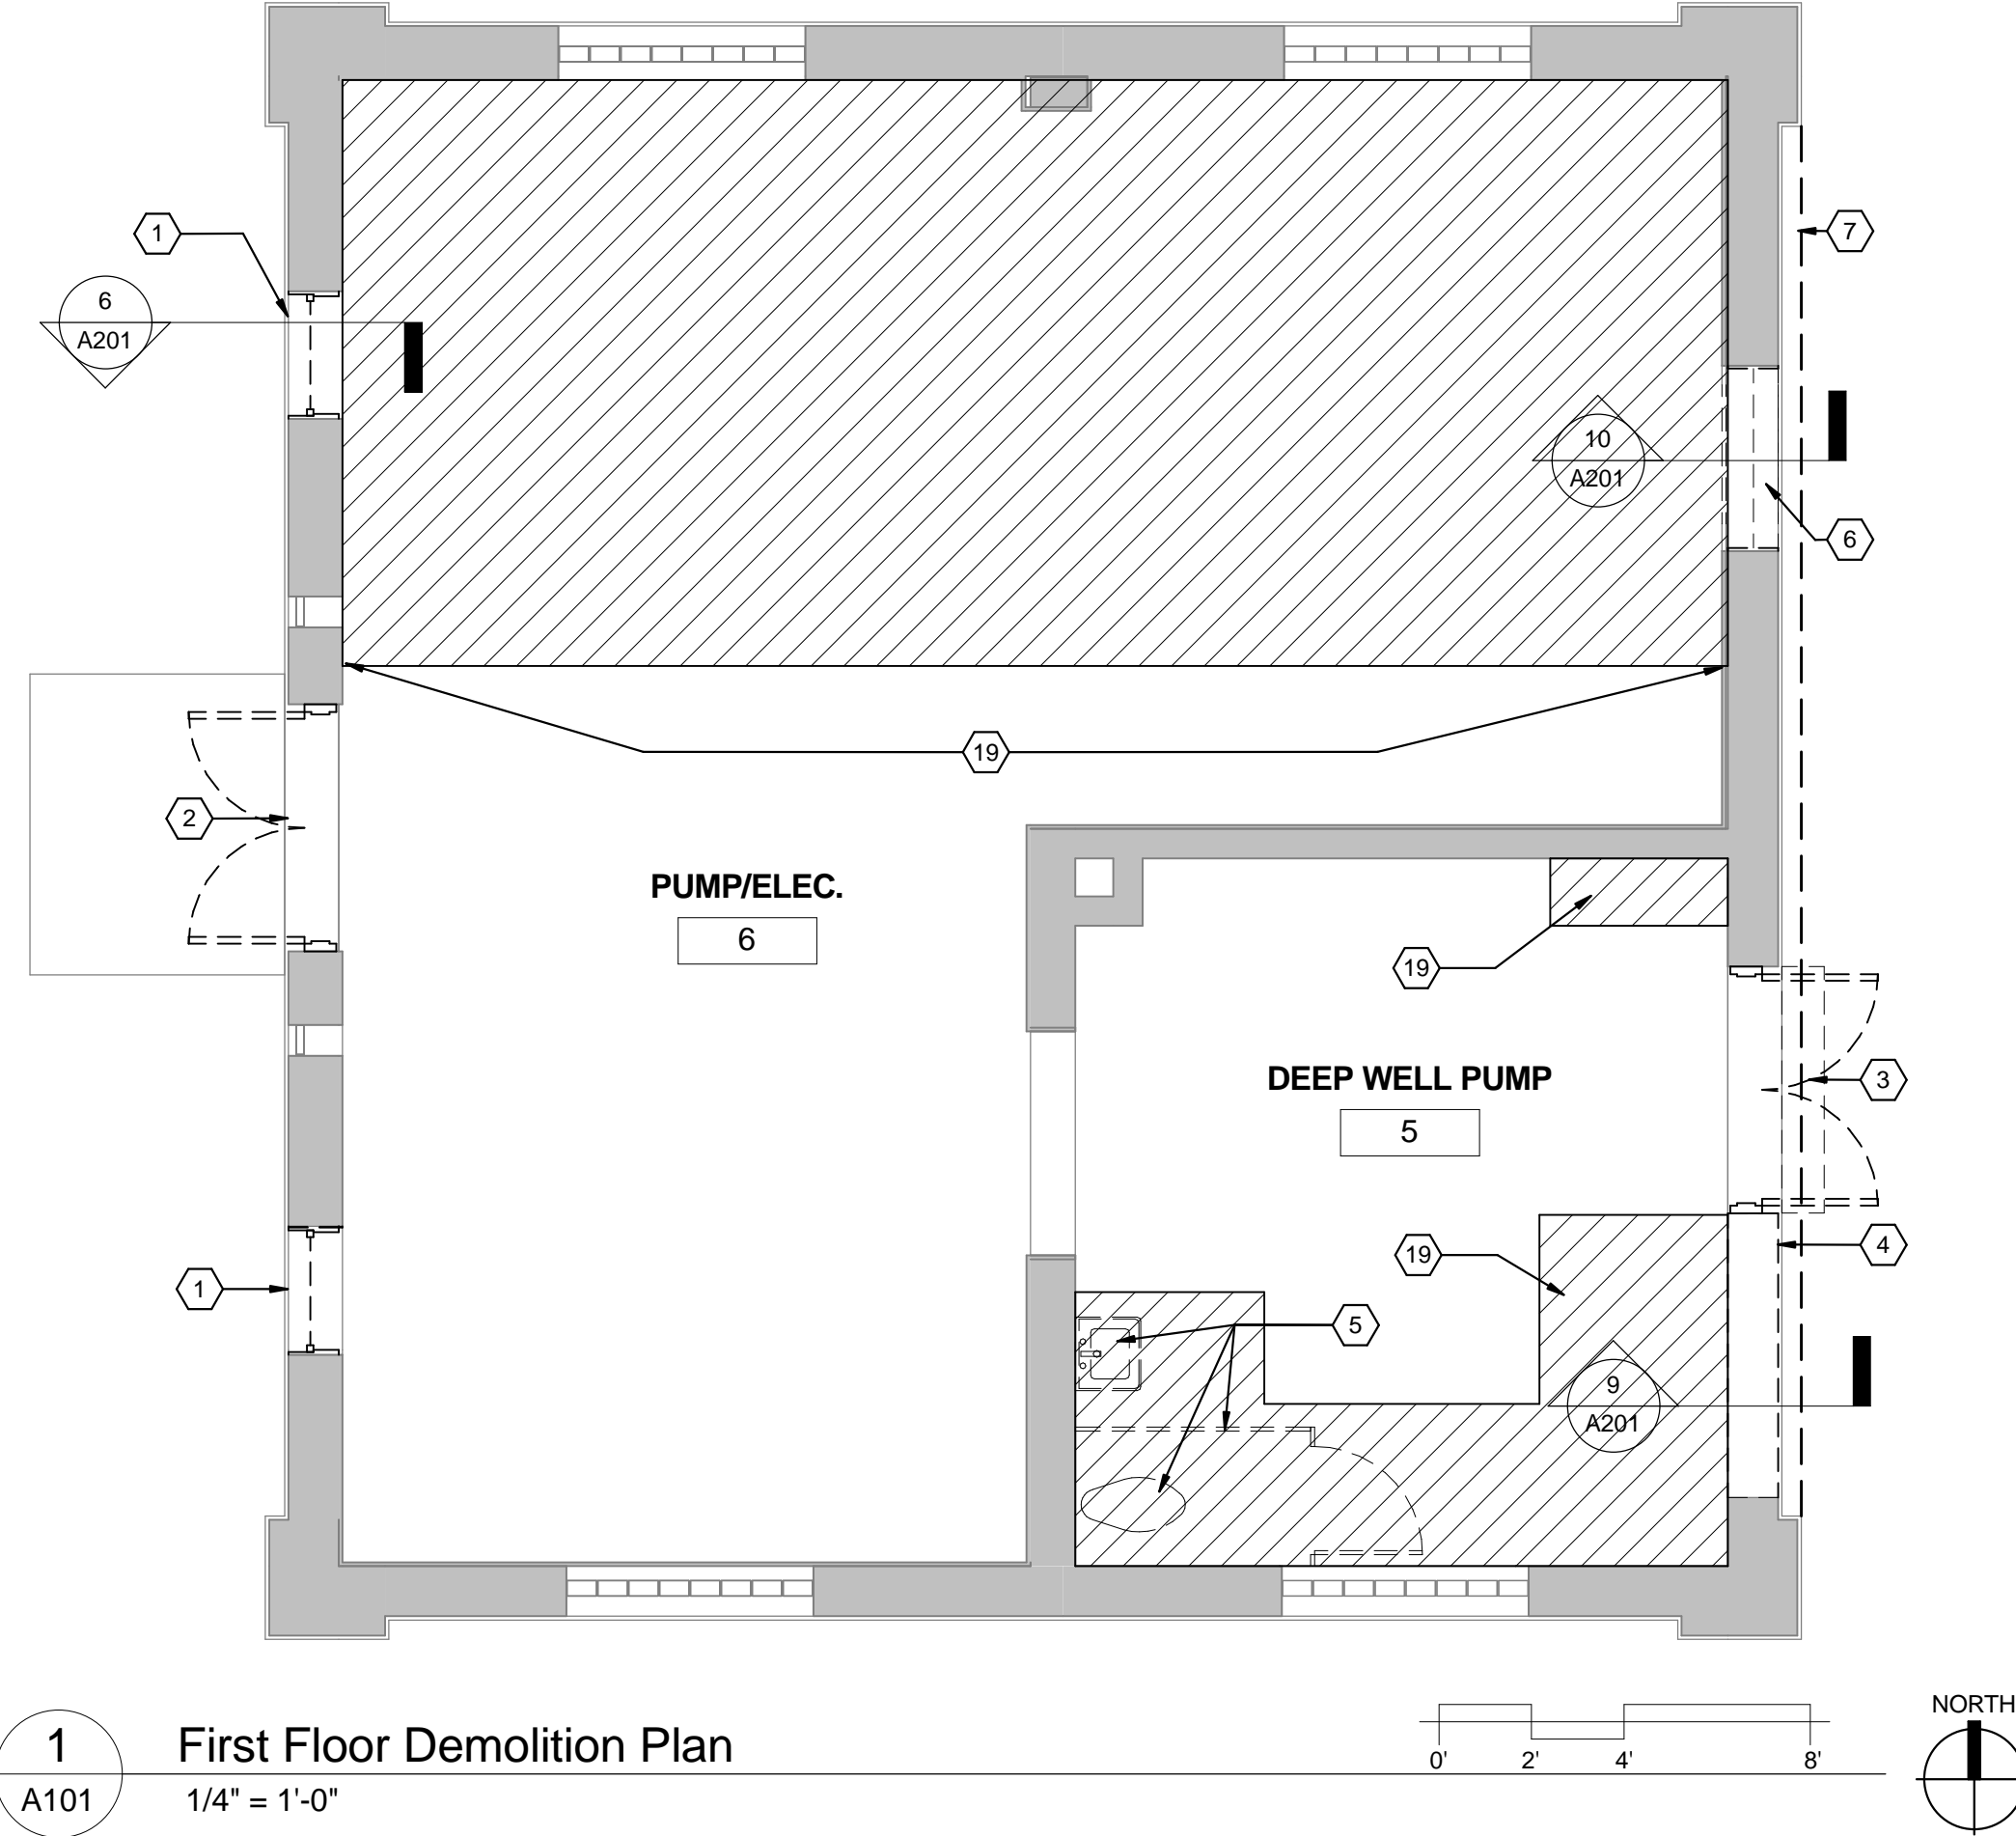 1
7
6
A201
10
A201
6
19
2
PUMP/ELEC.
6
19
DEEP WELL PUMP
5
3
4
19
1
5
9
A201
NORTH
1
First Floor Demolition Plan
0' 2' 4' 8'
A101
1/4" = 1'-0"